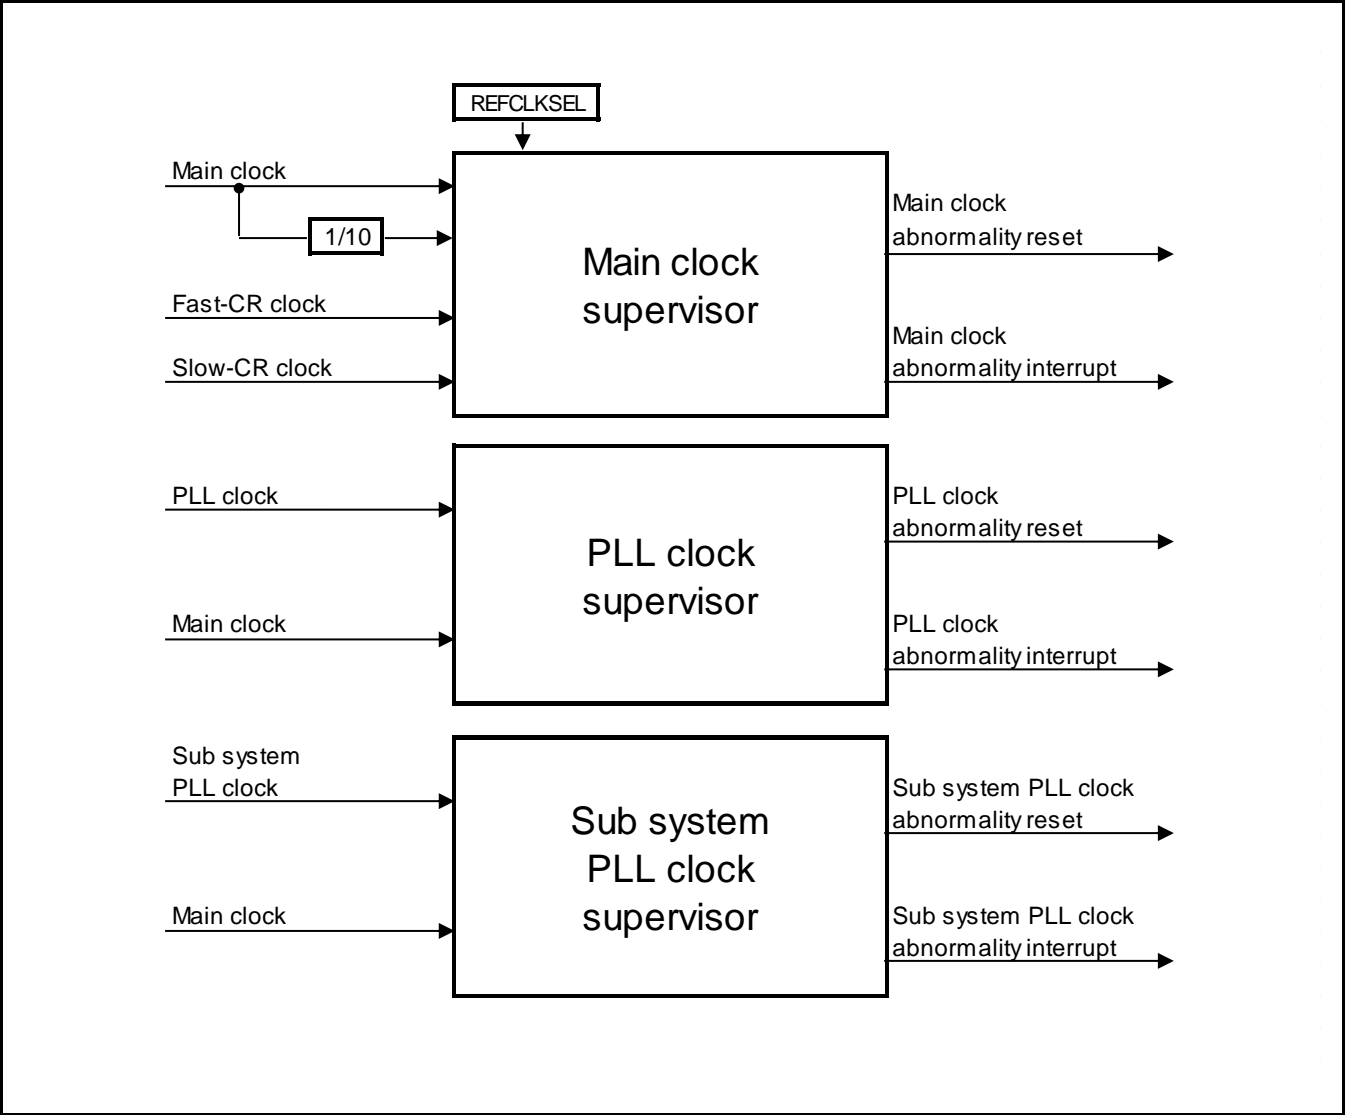 REFCLKSEL
Main clock
1/10
Fast-CR clock
Slow-CR clock
Main clock
supervisor
Main clock
abnormality reset
Main clock
abnormality interrupt
PLL clock
Main clock
PLL clock
supervisor
PLL clock
abnormality reset
PLL clock
abnormality interrupt
Sub system
PLL clock
Main clock
Sub system
PLL clock
supervisor
Sub system PLL clock
abnormality reset
Sub system PLL clock
abnormality interrupt